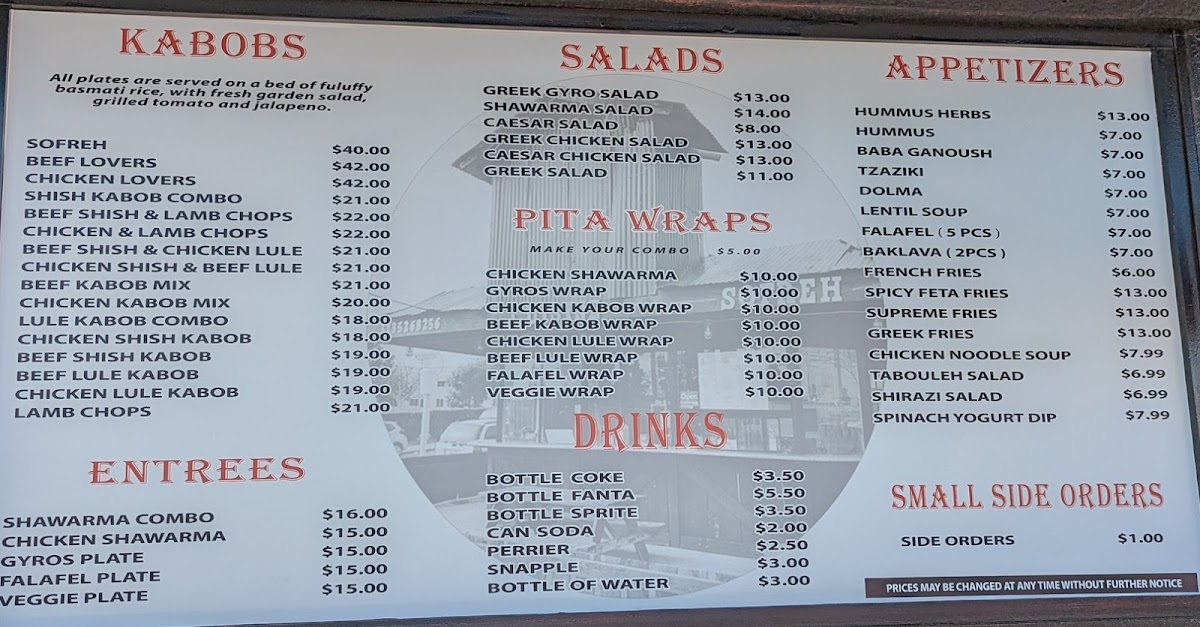 KABOBS
All plates are served on a bed of fuluffy
basmati rice, with fresh garden salad,
grilled tomato and jalapeno.
SOFREH $40.00
BEEF LOVERS $42.00
CHICKEN LOVERS $42.00
SHISH KABOB COMBO $21.00
BEEF SHISH & LAMB CHOPS $22.00
CHICKEN & LAMB CHOPS $22.00
BEEF SHISH & CHICKEN LULE $21.00
CHICKEN SHISH & BEEF LULE $21.00
BEEF KABOB MIX $21.00
CHICKEN KABOB MIX $20.00
LULE KABOB COMBO $18.00
CHICKEN SHISH KABOB $18.00
BEEF SHISH KABOB $19.00
BEEF LULE KABOB $19.00
CHICKEN LULE KABOB $19.00
LAMB CHOPS $21.00
ENTREES
SHAWARMA COMBO $16.00
CHICKEN SHAWARMA $15.00
GYROS PLATE $15.00
FALAFEL PLATE $15.00
VEGGIE PLATE $15.00
SALADS
GREEK GYRO SALAD $13.00
SHAWARMA SALAD $14.00
CAESAR SALAD $8.00
GREEK CHICKEN SALAD $13.00
CAESAR CHICKEN SALAD $13.00
GREEK SALAD $11.00
PITA WRAPS
MAKE YOUR COMBO $5.00
CHICKEN SHAWARMA $10.00
GYROS WRAP $10.00
CHICKEN KABOB WRAP $10.00
BEEF KABOB WRAP $10.00
CHICKEN LULE WRAP $10.00
BEEF LULE WRAP $10.00
FALAFEL WRAP $10.00
VEGGIE WRAP $10.00
DRINKS
BOTTLE COKE $3.50
BOTTLE FANTA $5.50
BOTTLE SPRITE $3.50
CAN SODA $2.00
PERRIER $2.50
SNAPPLE $3.00
BOTTLE OF WATER $3.00
APPETIZERS
HUMMUS HERBS $13.00
HUMMUS $7.00
BABA GANOUSH $7.00
TZAZIKI $7.00
DOLMA $7.00
LENTIL SOUP $7.00
FALAFEL ( 5 PCS ) $7.00
BAKLAVA ( 2PCS ) $7.00
FRENCH FRIES $6.00
SPICY FETA FRIES $13.00
SUPREME FRIES $13.00
GREEK FRIES $13.00
CHICKEN NOODLE SOUP $7.99
TABOULEH SALAD $6.99
SHIRAZI SALAD $6.99
SPINACH YOGURT DIP $7.99
SMALL SIDE ORDERS
SIDE ORDERS $1.00
PRICES MAY BE CHANGED AT ANY TIME WITHOUT FURTHER NOTICE